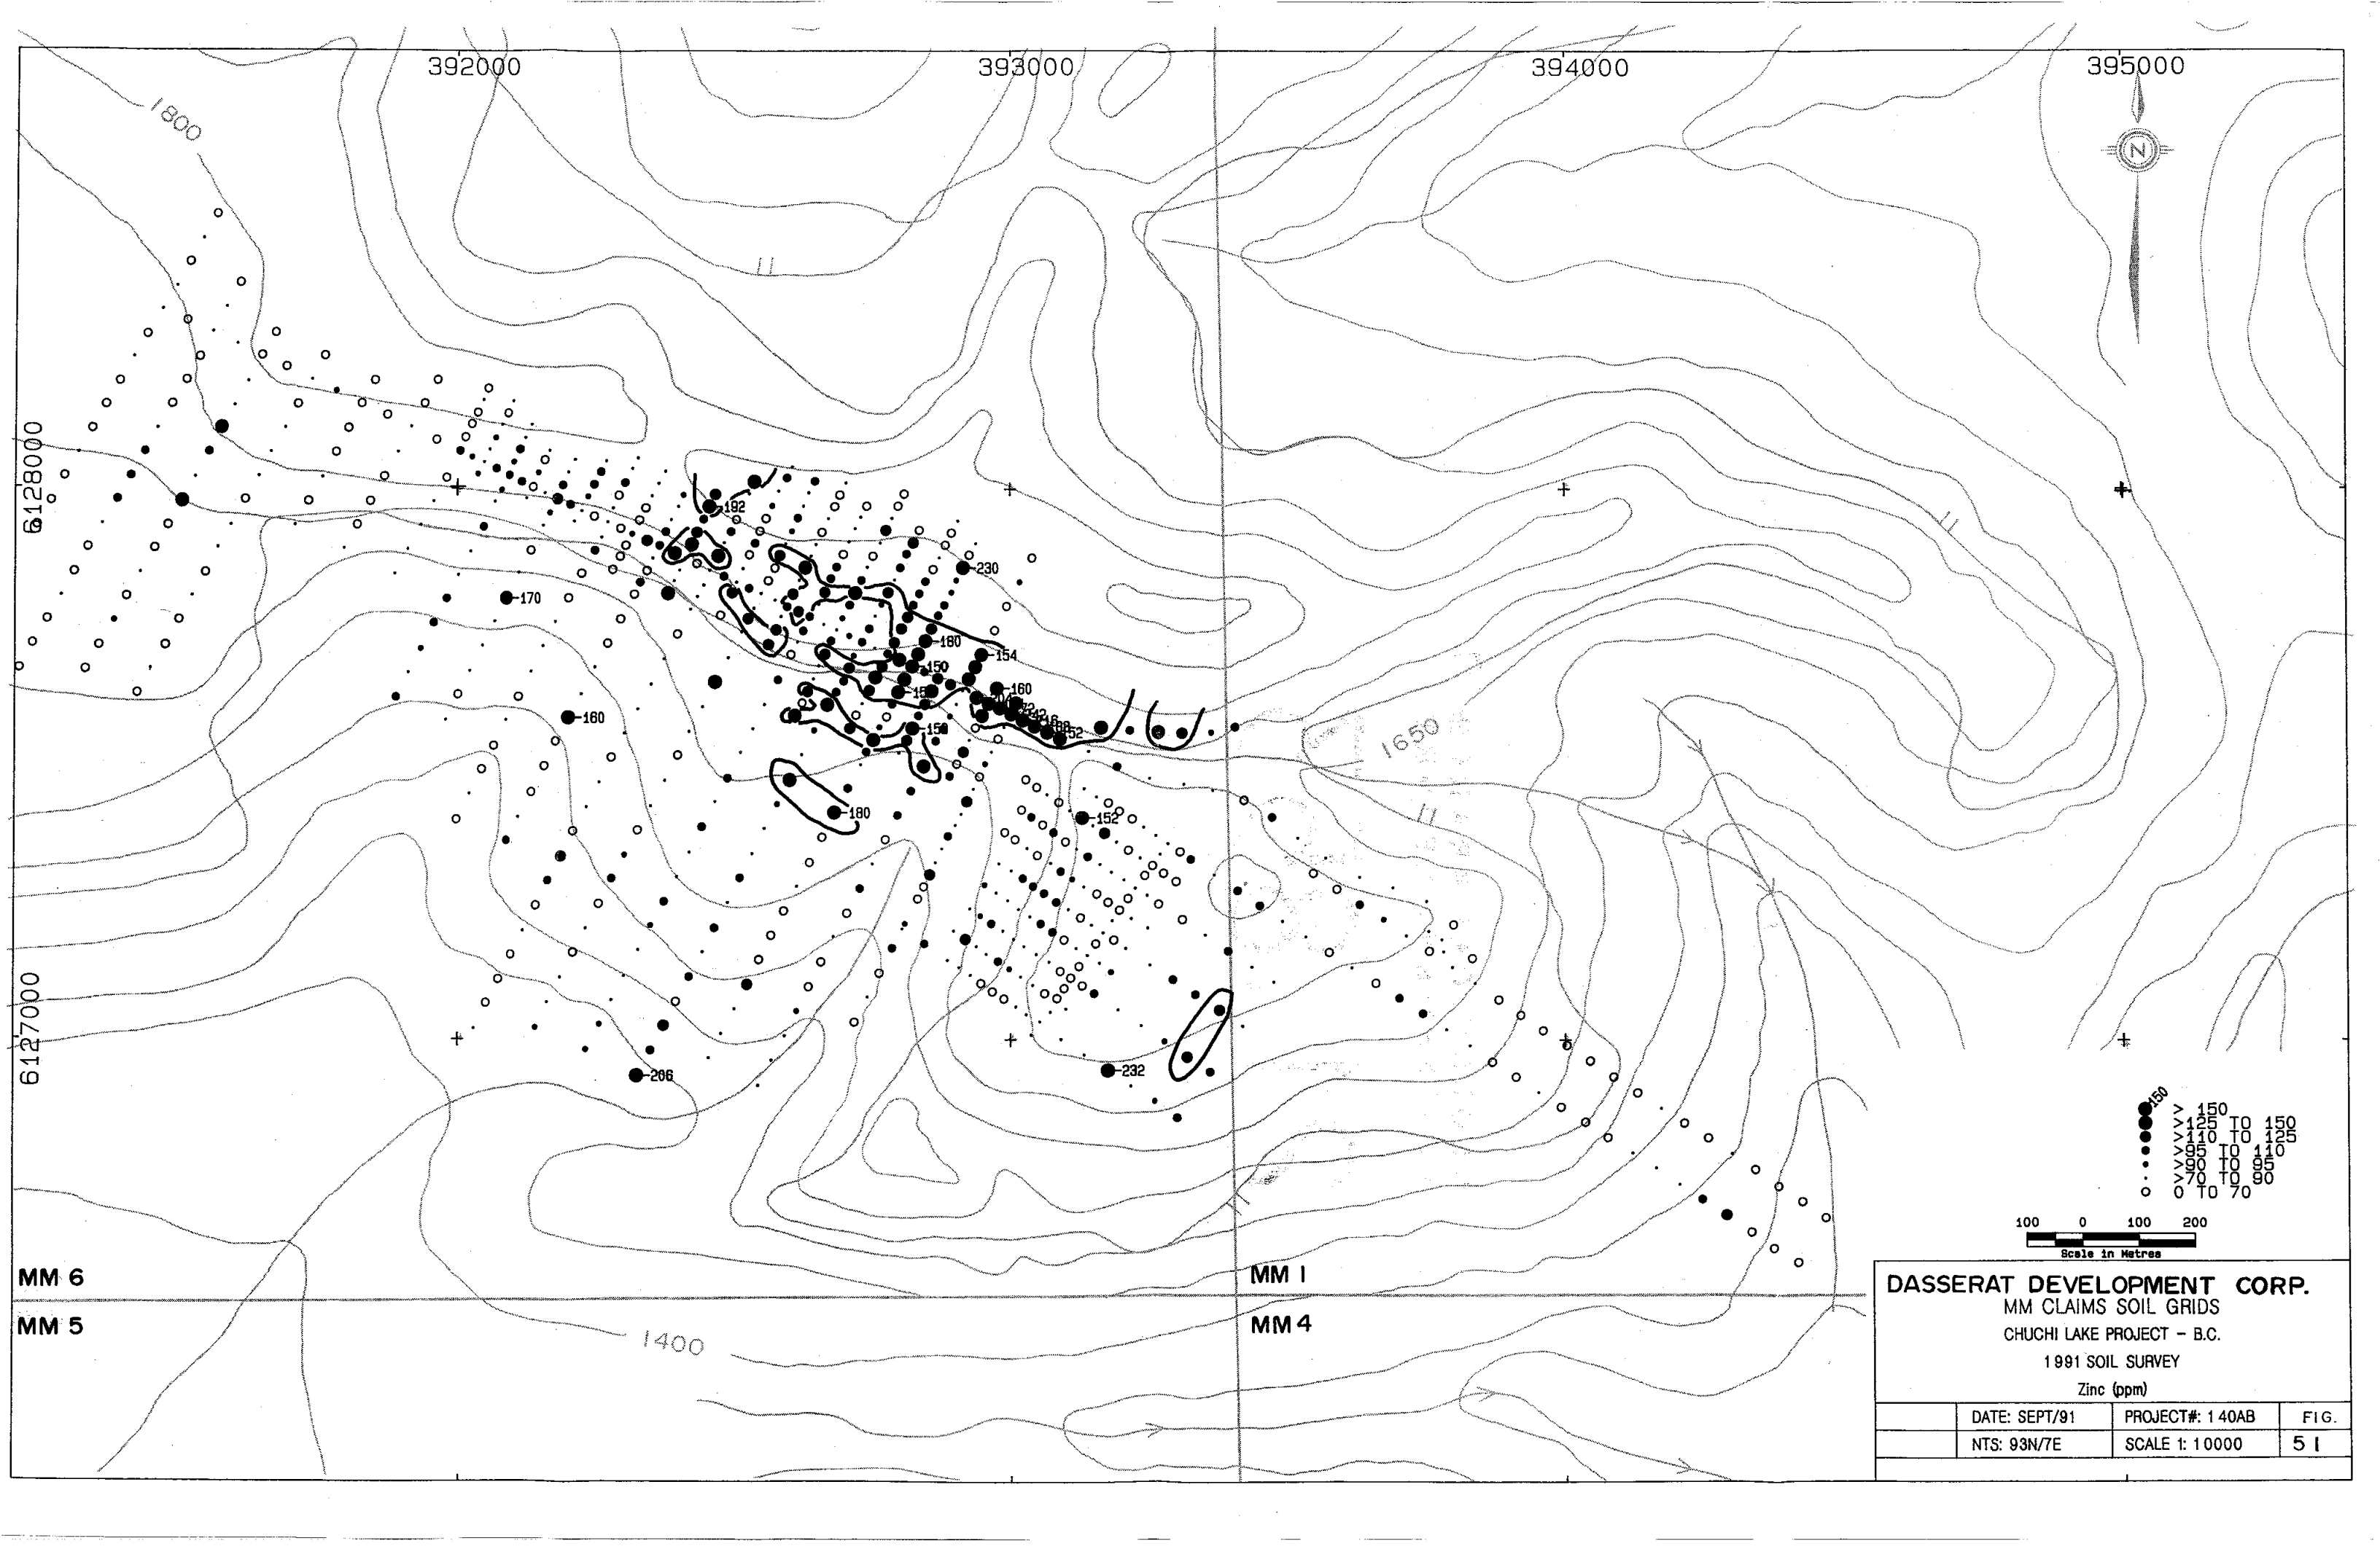 392000
393000
394000
395000
1800
N
6128000
192
230
170
180
154
150
160
160
152
1650
180
152
6127000
206
232
150
> 150
>125 TO 150
>110 TO 125
>95 TO 110
>90 TO 95
>70 TO 90
0 TO 70
100 0 100 200
Scale in Metres
MM 6
MM 1
MM 5
MM 4
1400
DASSERAT DEVELOPMENT CORP.
MM CLAIMS SOIL GRIDS
CHUCHI LAKE PROJECT - B.C.
1991 SOIL SURVEY
Zinc (ppm)
DATE: SEPT/91
PROJECT#: 140AB
FIG.
NTS: 93N/7E
SCALE 1: 10000
51